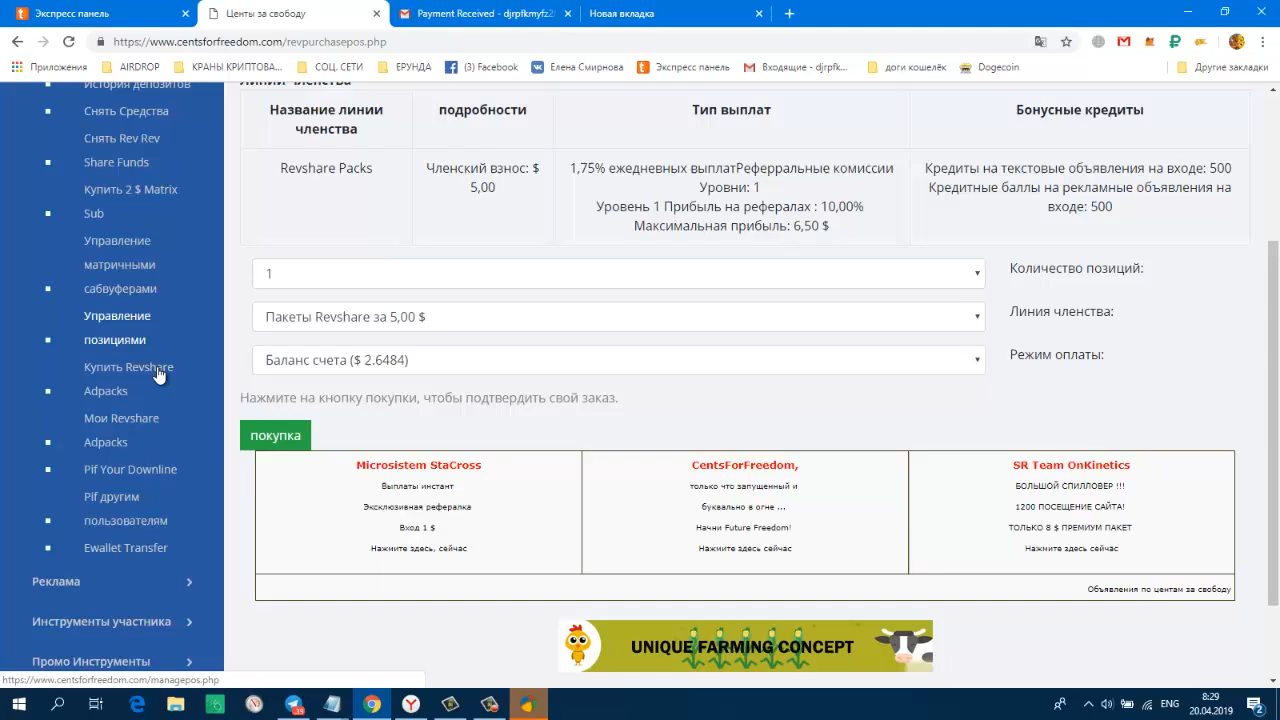 Экспресс панель
Центы за свободу
Payment Received - djrpfkmyfz2
Новая вкладка
https://www.centsforfreedom.com/revpurchasepos.php
Приложения
AIRDROP
КРАНЫ КРИПТОВА...
СОЦ. СЕТИ
ЕРУНДА
(3) Facebook
Елена Смирнова
Экспресс панель
Входящие - djrpfk...
доги кошелёк
Dogecoin
Другие закладки
История депозитов
Снять Средства
Снять Rev Rev
Share Funds
Купить 2 $ Matrix
Sub
Управление
матричными
сабвуферами
Управление
позициями
Купить Revshare
Adpacks
Мои Revshare
Adpacks
Pif Your Downline
Pif другим
пользователям
Ewallet Transfer
Реклама
Инструменты участника
Промо Инструменты
Линии членства
Название линии
членства
подробности
Тип выплат
Бонусные кредиты
Revshare Packs
Членский взнос: $
5,00
1,75% ежедневных выплатРеферральные комиссии
Уровни: 1
Уровень 1 Прибыль на рефералах : 10,00%
Максимальная прибыль: 6,50 $
Кредиты на текстовые объявления на входе: 500
Кредитные баллы на рекламные объявления на
входе: 500
1
Количество позиций:
Пакеты Revshare за 5,00 $
Линия членства:
Баланс счета ($ 2.6484)
Режим оплаты:
Нажмите на кнопку покупки, чтобы подтвердить свой заказ.
покупка
Microsistem StaCross
Выплаты инстант
Эксклюзивная рефералка
Вход 1 $
Нажмите здесь, сейчас
CentsForFreedom,
только что запущенный и
буквально в огне ...
Начни Future Freedom!
Нажмите здесь сейчас
SR Team OnKinetics
БОЛЬШОЙ СПИЛЛОВЕР !!!
1200 ПОСЕЩЕНИЕ САЙТА!
ТОЛЬКО 8 $ ПРЕМИУМ ПАКЕТ
Нажмите здесь сейчас
Объявления по центам за свободу
UNIQUE FARMING CONCEPT
https://www.centsforfreedom.com/managepos.php
ENG
8:29
20.04.2019
2